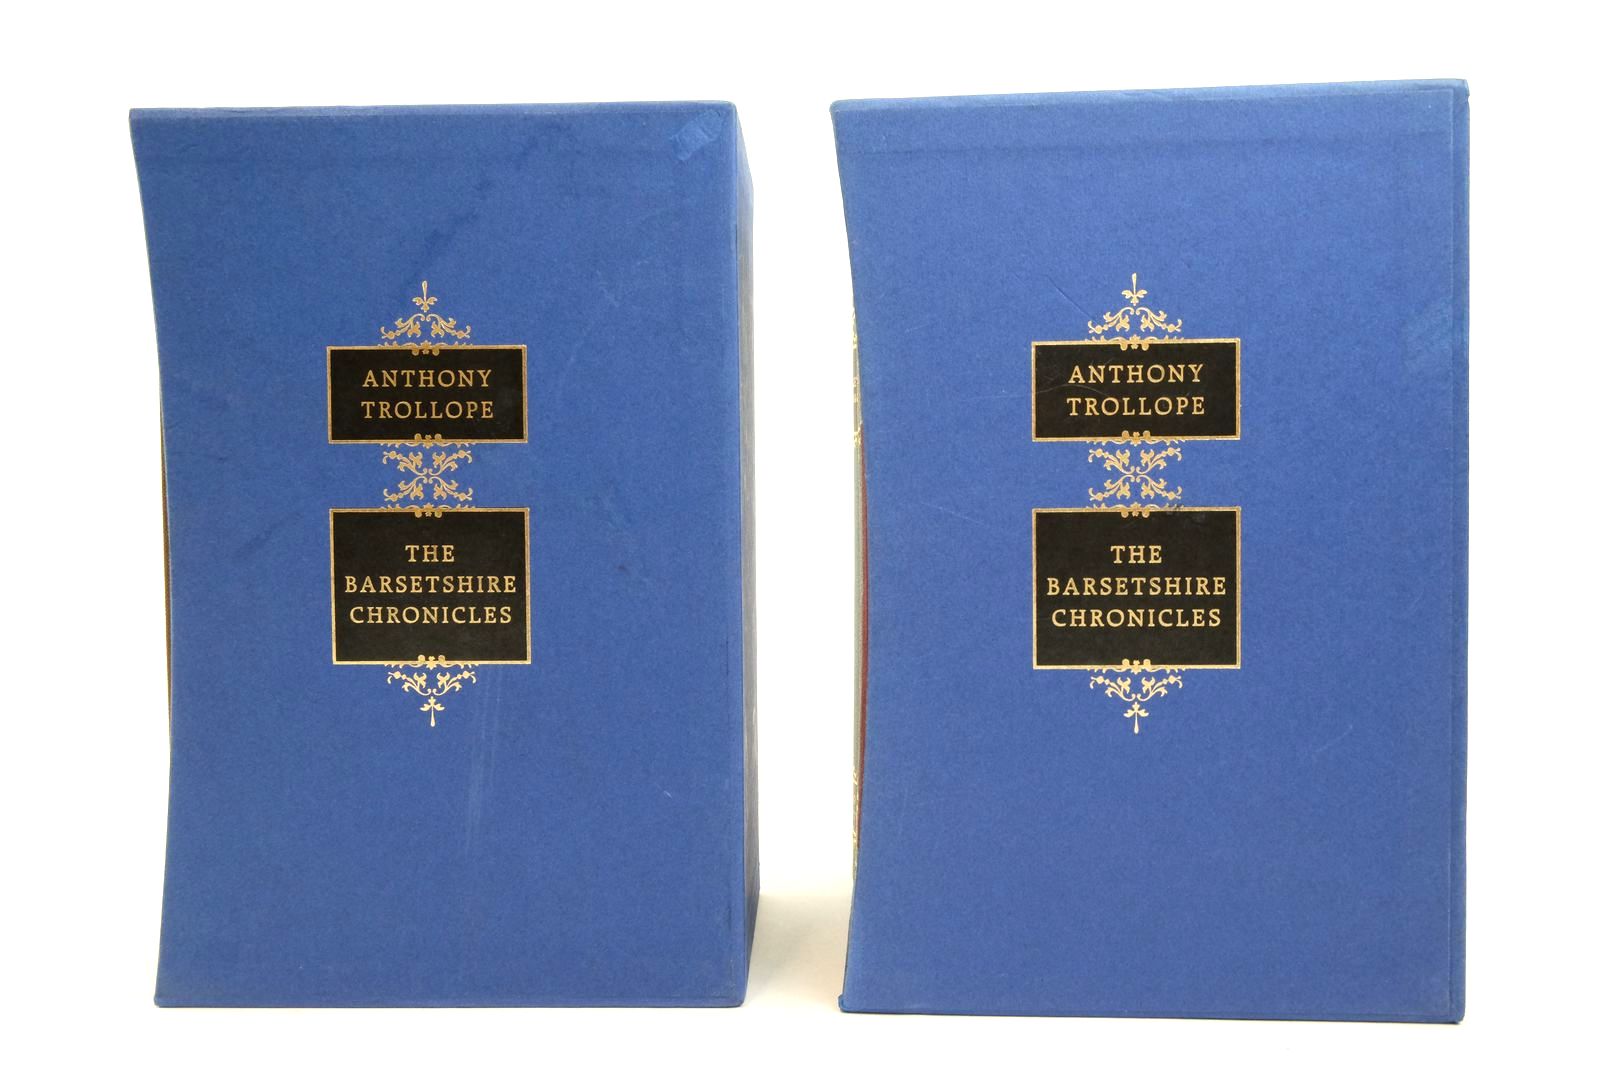 ANTHONY
TROLLOPE
THE
BARSETSHIRE
CHRONICLES
ANTHONY
TROLLOPE
THE
BARSETSHIRE
CHRONICLES